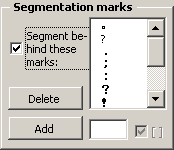 Segmentation marks
Segment be-
hind these
marks:
。
?
.
:
;
?
!
Delete
Add
[ ]